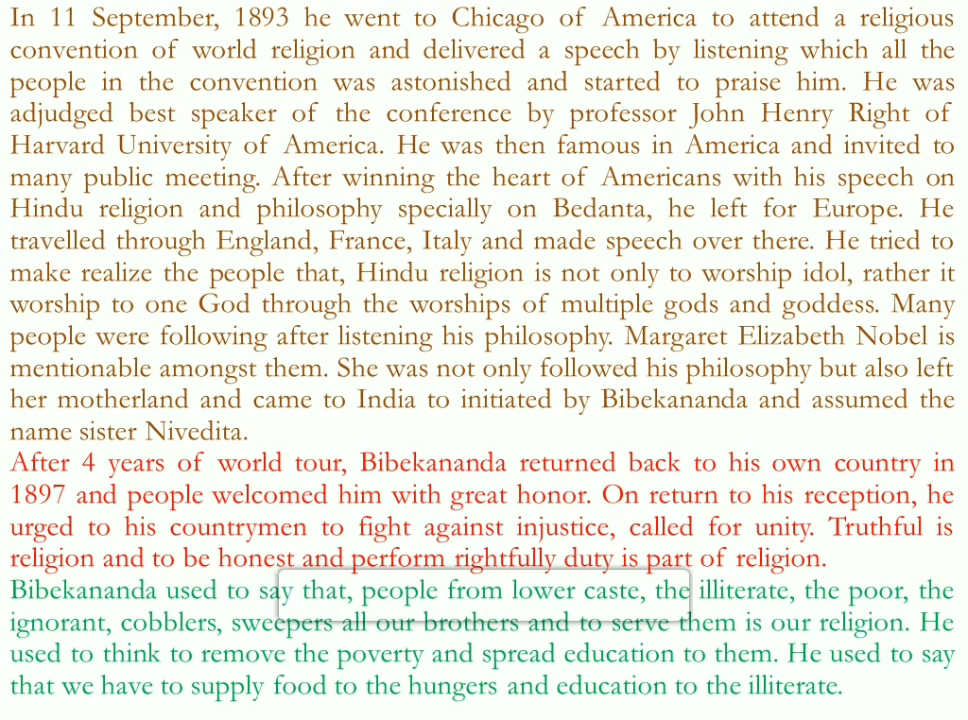 In 11 September, 1893 he went to Chicago of America to attend a religious
convention of world religion and delivered a speech by listening which all the
people in the convention was astonished and started to praise him. He was
adjudged best speaker of the conference by professor John Henry Right of
Harvard University of America. He was then famous in America and invited to
many public meeting. After winning the heart of Americans with his speech on
Hindu religion and philosophy specially on Bedanta, he left for Europe. He
travelled through England, France, Italy and made speech over there. He tried to
make realize the people that, Hindu religion is not only to worship idol, rather it
worship to one God through the worships of multiple gods and goddess. Many
people were following after listening his philosophy. Margaret Elizabeth Nobel is
mentionable amongst them. She was not only followed his philosophy but also left
her motherland and came to India to initiated by Bibekananda and assumed the
name sister Nivedita.
After 4 years of world tour, Bibekananda returned back to his own country in
1897 and people welcomed him with great honor. On return to his reception, he
urged to his countrymen to fight against injustice, called for unity. Truthful is
religion and to be honest and perform rightfully duty is part of religion.
Bibekananda used to say that, people from lower caste, the illiterate, the poor, the
ignorant, cobblers, sweepers all our brothers and to serve them is our religion. He
used to think to remove the poverty and spread education to them. He used to say
that we have to supply food to the hungers and education to the illiterate.